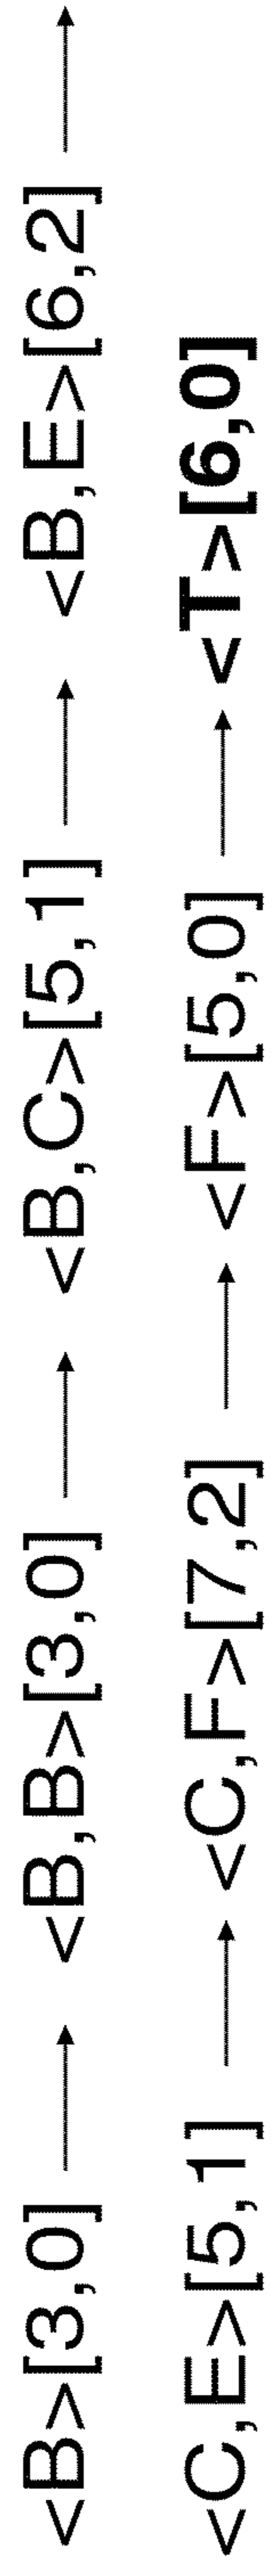 <B>[3,0] → <B,B>[3,0] → <B,C>[5,1] → <B,E>[6,2] →
<C,E>[5,1] → <C,F>[7,2] → <F>[5,0] → <T>[6,0]